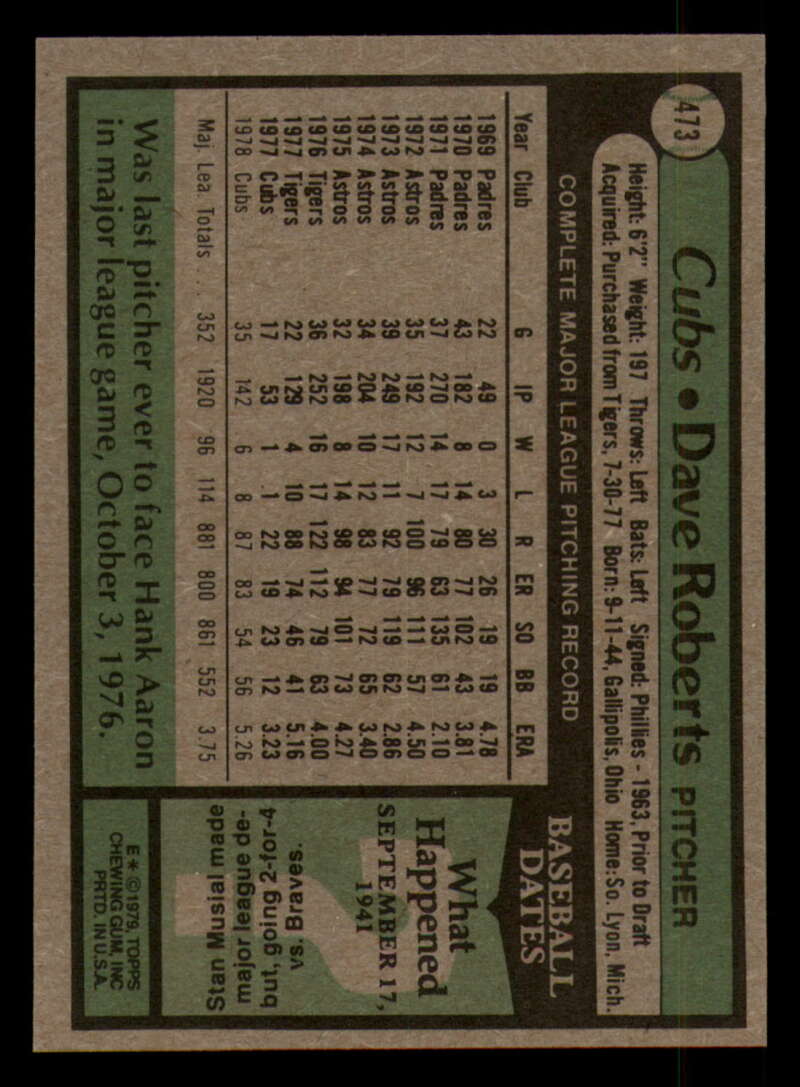 473
Cubs • Dave Roberts PITCHER
Height: 6'2" Weight: 197 Throws: Left Bats: Left Signed: Phillies - 1963, Prior to Draft
Acquired: Purchased from Tigers, 7-30-77 Born: 9-11-44, Gallipolis, Ohio Home: So. Lyon, Mich.
COMPLETE MAJOR LEAGUE PITCHING RECORD
Year Club G IP W L R ER SO BB ERA
1969 Padres 22 49 0 3 30 26 19 19 4.78
1970 Padres 43 182 8 14 80 77 102 43 3.81
1971 Padres 37 270 14 17 79 63 135 61 2.10
1972 Astros 35 192 12 7 100 96 111 57 4.50
1973 Astros 39 249 17 11 92 79 119 62 2.86
1974 Astros 34 204 10 12 83 77 72 65 3.40
1975 Astros 32 198 8 14 98 94 101 73 4.27
1976 Tigers 36 252 16 17 122 112 79 63 4.00
1977 Tigers 22 129 4 10 88 74 46 41 5.16
1977 Cubs 17 53 1 1 22 19 23 12 3.23
1978 Cubs 35 142 6 8 87 83 54 56 5.26
Maj. Lea Totals . . . 352 1920 96 114 881 800 861 552 3.75
Was last pitcher ever to face Hank Aaron
in major league game, October 3, 1976.
BASEBALL
DATES
What
Happened
SEPTEMBER 17,
1941
Stan Musial made
major league de-
but, going 2-for-4
vs. Braves.
E* ©1979, TOPPS
CHEWING GUM, INC
PRTD. IN U.S.A.